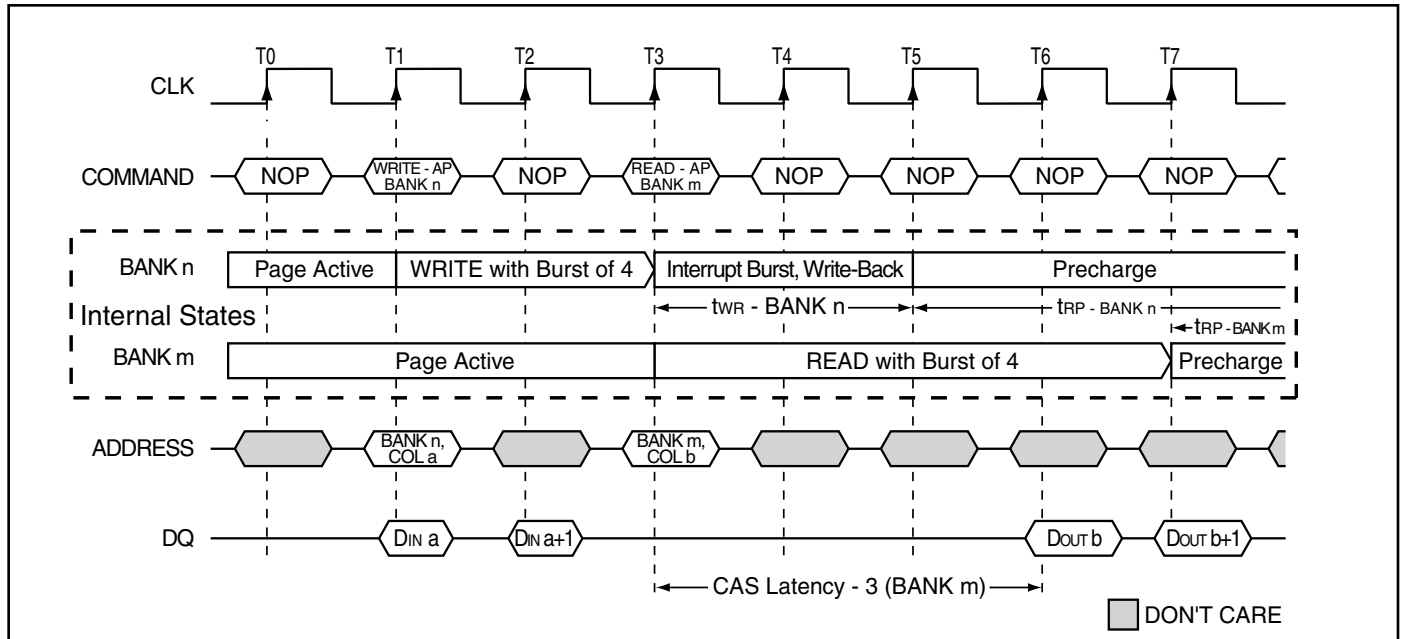 T0 T1 T2 T3 T4 T5 T6 T7
CLK
COMMAND NOP WRITE - AP BANK n NOP READ - AP BANK m NOP NOP NOP NOP
BANK n Page Active WRITE with Burst of 4 Interrupt Burst, Write-Back Precharge
tWR - BANK n tRP - BANK n
Internal States
tRP - BANK m
BANK m Page Active READ with Burst of 4 Precharge
ADDRESS BANK n, COL a BANK m, COL b
DQ DIN a DIN a+1 DOUT b DOUT b+1
CAS Latency - 3 (BANK m)
DON'T CARE